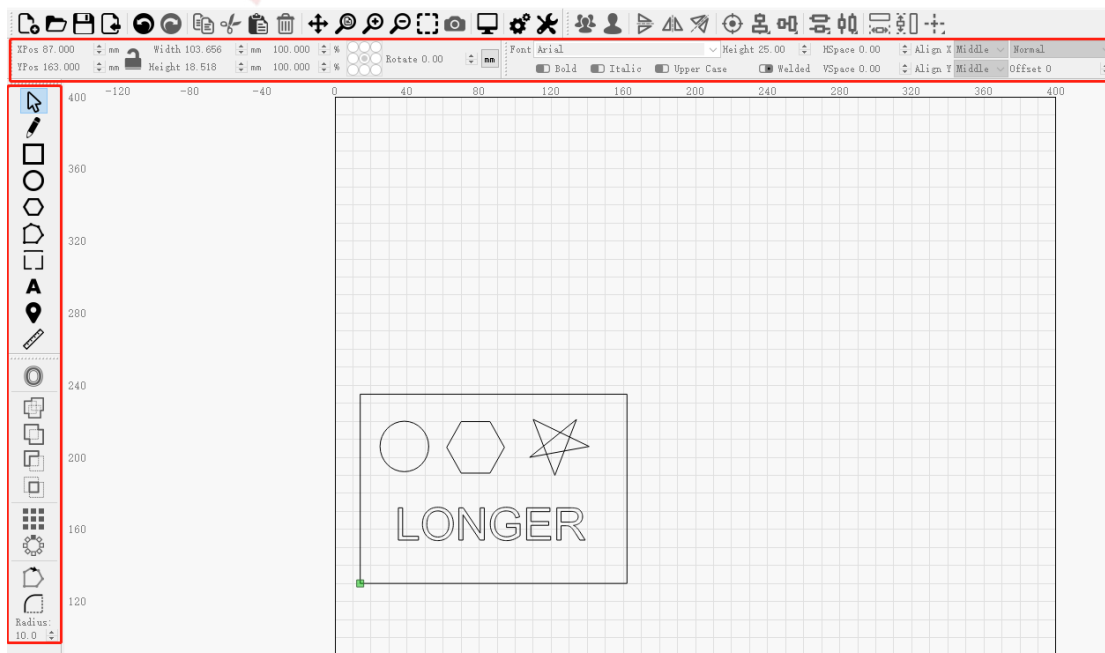 XPos 87.000 mm Width 103.656 mm 100.000 % Rotate 0.00 mm Font Arial Height 25.00 HSpace 0.00 Align X Middle Normal
YPos 163.000 mm Height 18.518 mm 100.000 % Bold Italic Upper Case Welded VSpace 0.00 Align Y Middle Offset 0
-120 -80 -40 0 40 80 120 160 200 240 280 320 360 400
400
360
320
280
240
200
160
120
A
LONGER
Radius:
10.0